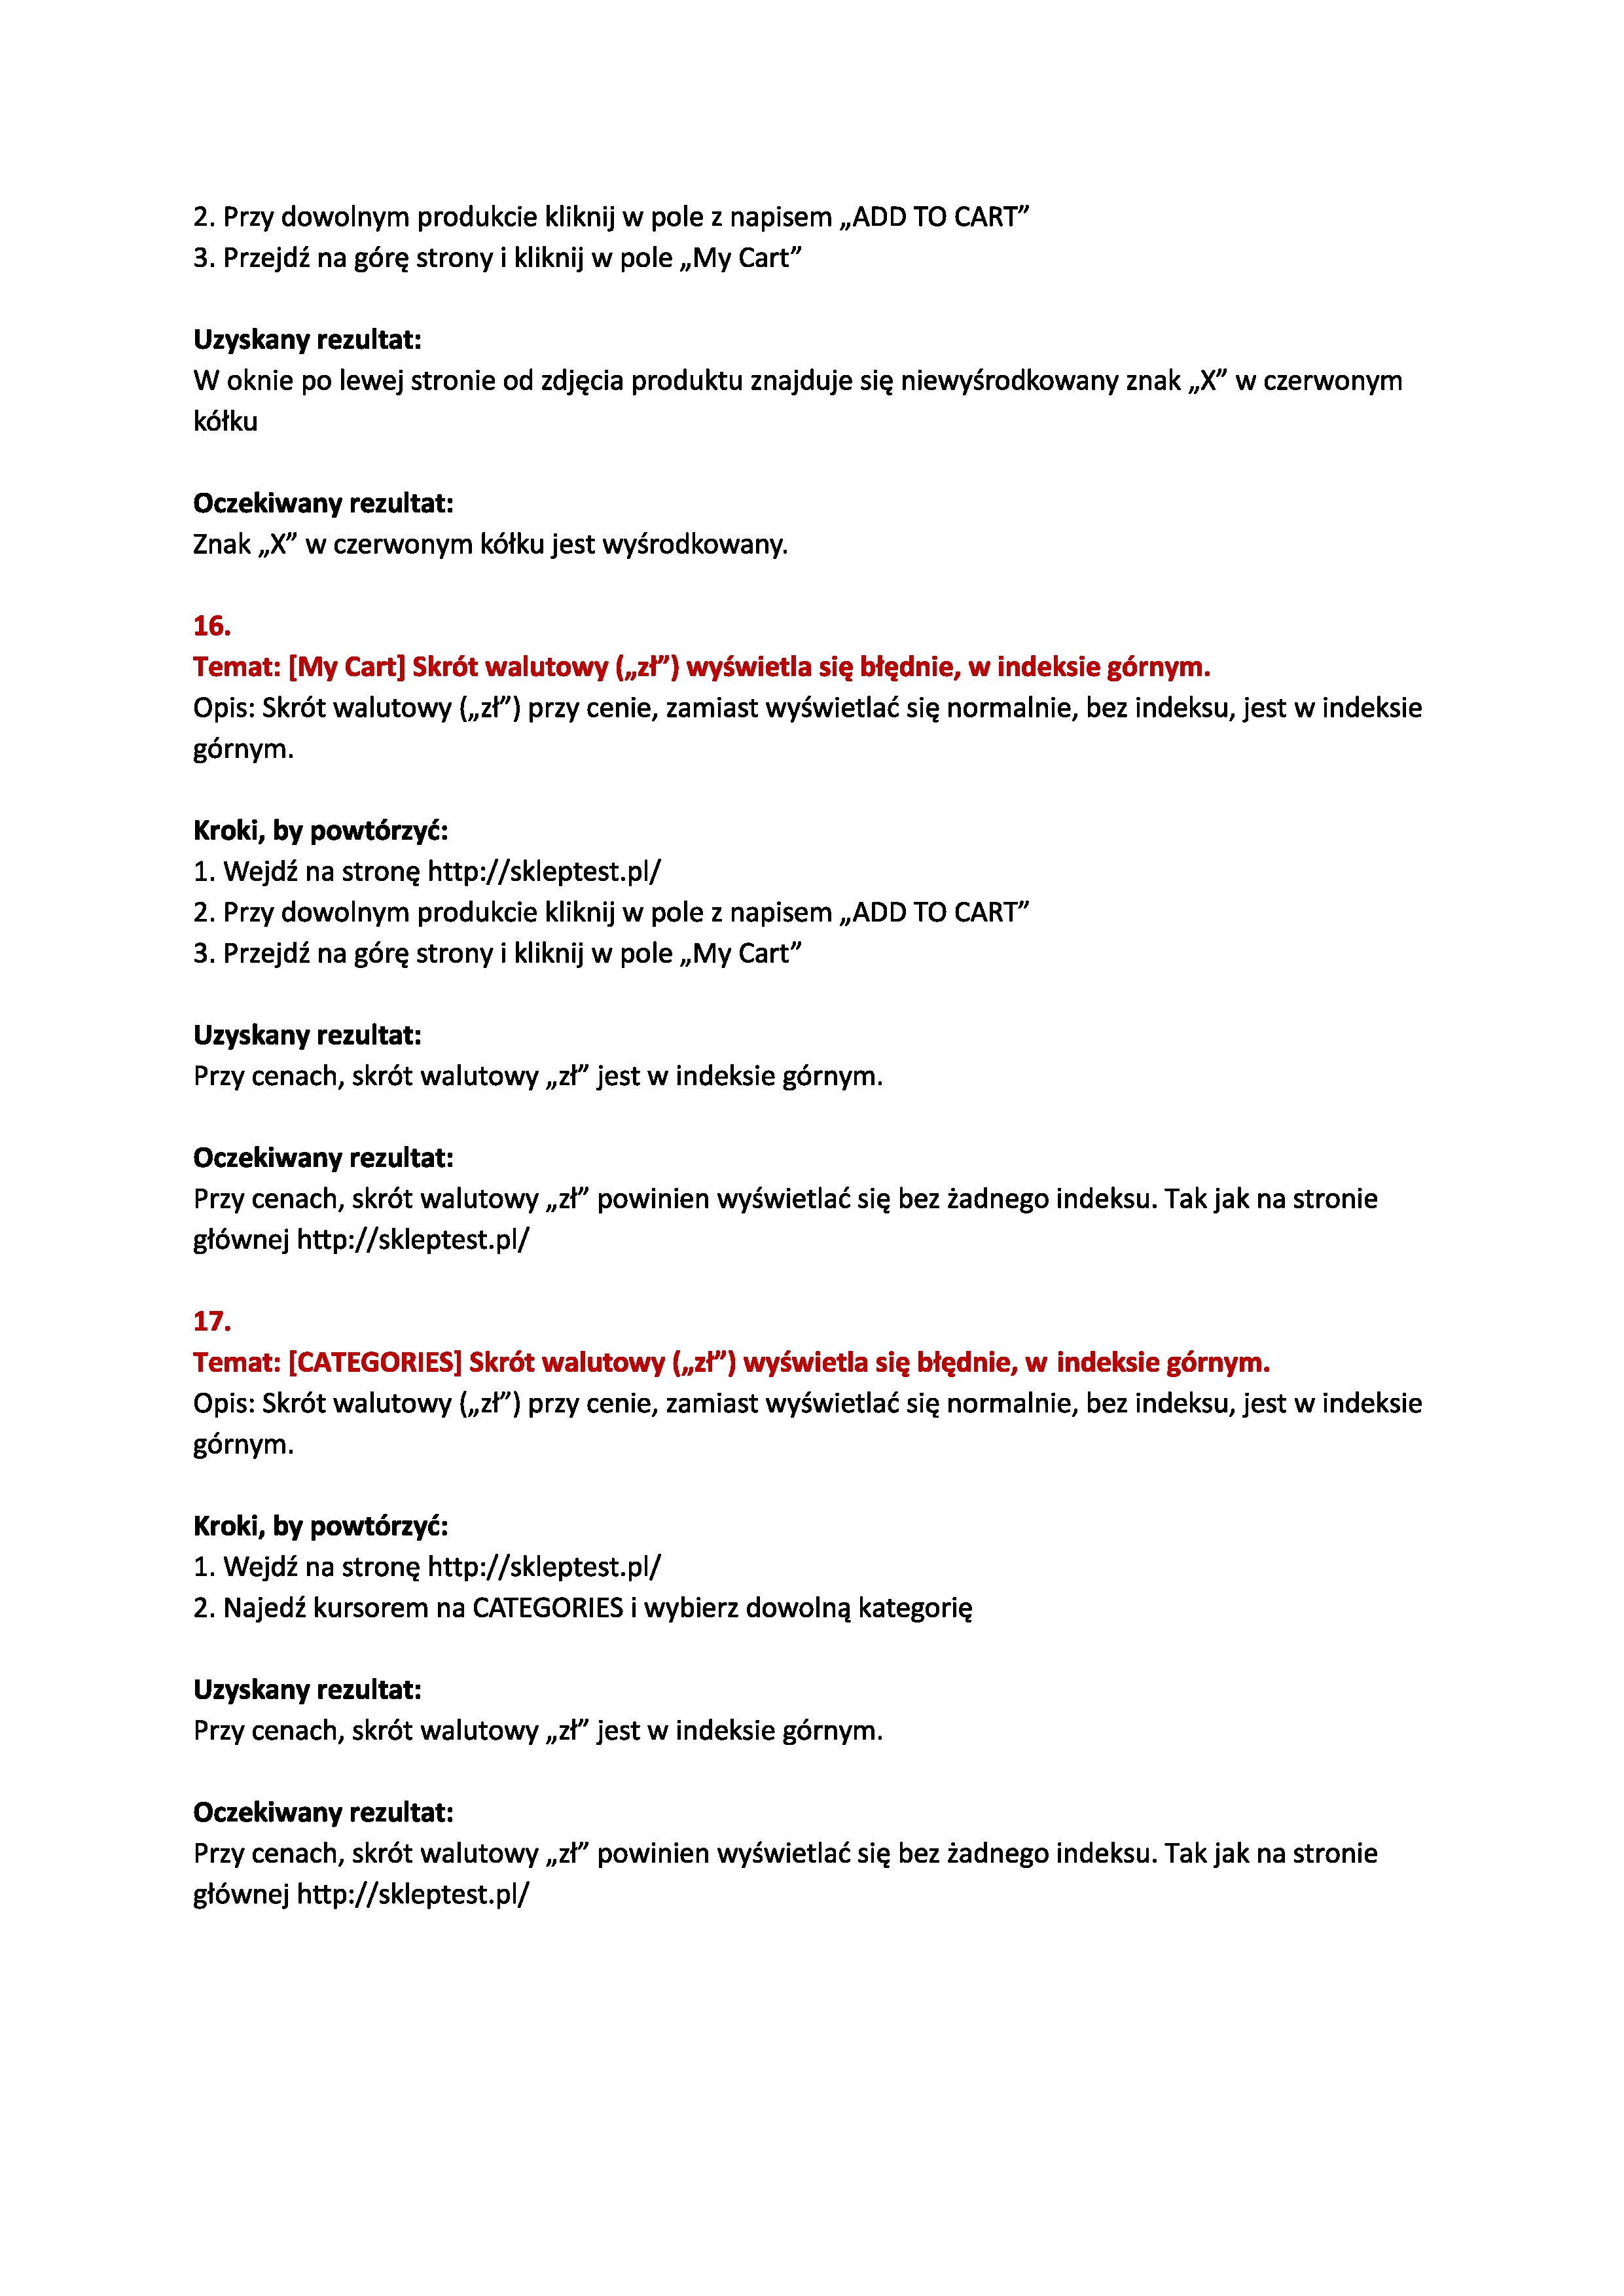 2. Przy dowolnym produkcie kliknij w pole z napisem „ADD TO CART”
3. Przejdź na górę strony i kliknij w pole „My Cart”
Uzyskany rezultat:
W oknie po lewej stronie od zdjęcia produktu znajduje się niewyśrodkowany znak „X” w czerwonym
kółku
Oczekiwany rezultat:
Znak „X” w czerwonym kółku jest wyśrodkowany.
16.
Temat: [My Cart] Skrót walutowy („zł”) wyświetla się błędnie, w indeksie górnym.
Opis: Skrót walutowy („zł”) przy cenie, zamiast wyświetlać się normalnie, bez indeksu, jest w indeksie
górnym.
Kroki, by powtórzyć:
1. Wejdź na stronę http://skleptest.pl/
2. Przy dowolnym produkcie kliknij w pole z napisem „ADD TO CART”
3. Przejdź na górę strony i kliknij w pole „My Cart”
Uzyskany rezultat:
Przy cenach, skrót walutowy „zł” jest w indeksie górnym.
Oczekiwany rezultat:
Przy cenach, skrót walutowy „zł” powinien wyświetlać się bez żadnego indeksu. Tak jak na stronie
głównej http://skleptest.pl/
17.
Temat: [CATEGORIES] Skrót walutowy („zł”) wyświetla się błędnie, w indeksie górnym.
Opis: Skrót walutowy („zł”) przy cenie, zamiast wyświetlać się normalnie, bez indeksu, jest w indeksie
górnym.
Kroki, by powtórzyć:
1. Wejdź na stronę http://skleptest.pl/
2. Najedź kursorem na CATEGORIES i wybierz dowolną kategorię
Uzyskany rezultat:
Przy cenach, skrót walutowy „zł” jest w indeksie górnym.
Oczekiwany rezultat:
Przy cenach, skrót walutowy „zł” powinien wyświetlać się bez żadnego indeksu. Tak jak na stronie
głównej http://skleptest.pl/